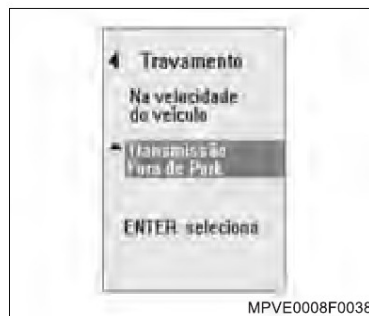 Travamento
Na velocidade
do veículo
Transmissão
Fora de Park
ENTER seleciona
MPVE0008F0038